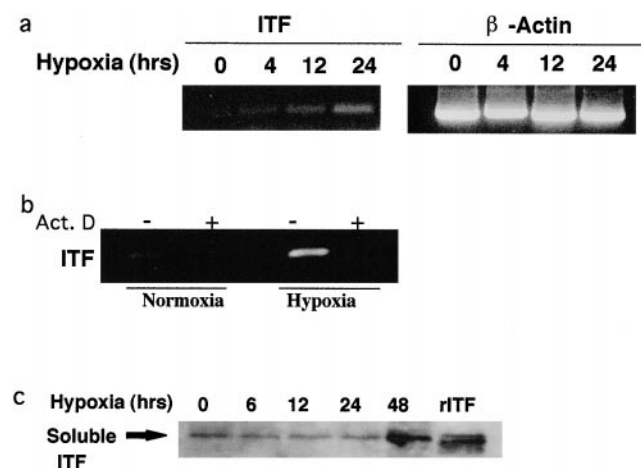 a
ITF
β -Actin
Hypoxia (hrs) 0 4 12 24 0 4 12 24
b
Act. D - + - +
ITF
Normoxia Hypoxia
c
Hypoxia (hrs) 0 6 12 24 48 rITF
Soluble
ITF